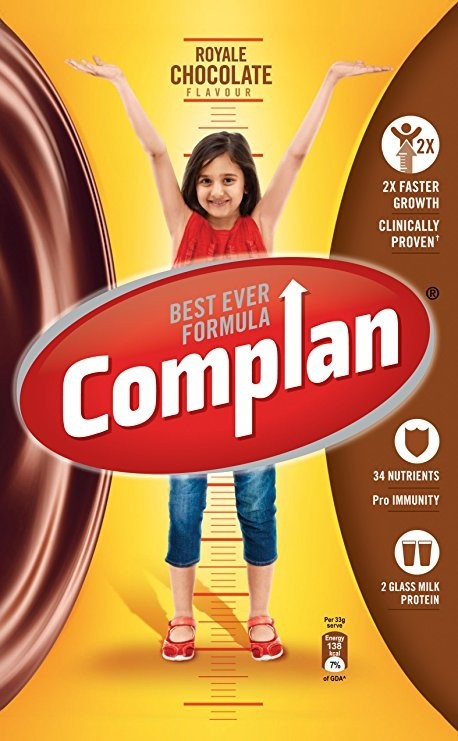 ROYALE
CHOCOLATE
FLAVOUR
2X
2X FASTER
GROWTH
CLINICALLY
PROVEN†
BEST EVER
FORMULA
Complan®
34 NUTRIENTS
Pro IMMUNITY
2 GLASS MILK
PROTEIN
Per 33g
serve
Energy
138
kcal
7%
of GDA^